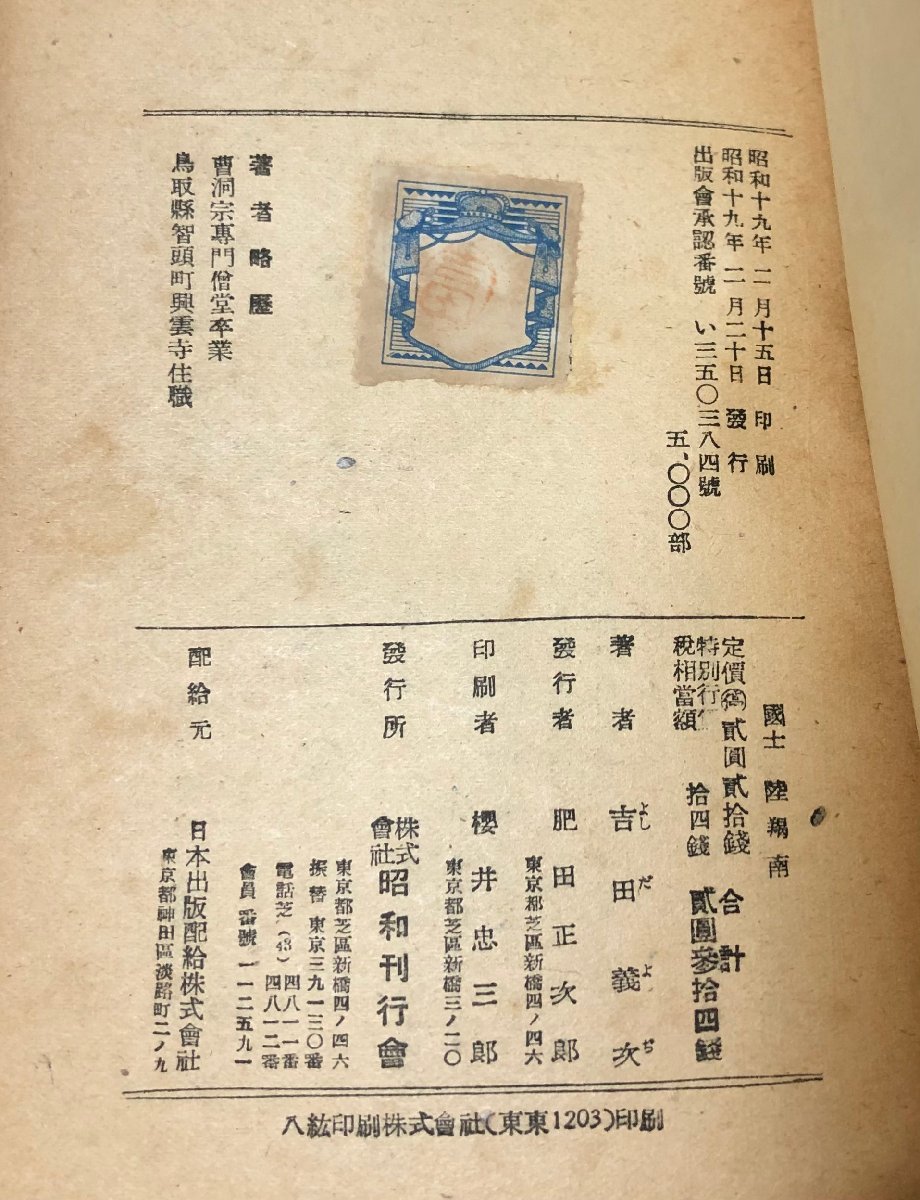 昭和十九年 二月十五日 印刷
昭和十九年 二月二十日 發行
出版會承認番號 い三五〇三八四號
五、〇〇〇部
著者略歷
曹洞宗專門僧堂卒業
鳥取縣智頭町興雲寺住職
國士 陸羯南
定價㊞貳圓貳拾錢
特別行
稅相當額 拾四錢
合計
貳圓參拾四錢
著者 吉田義次
よしだよしぢ
發行者 肥田正次郎
東京都芝區新橋四ノ四六
印刷者 櫻井忠三郎
東京都芝區新橋三ノ二〇
發行所 株式會社 昭和刊行會
東京都芝區新橋四ノ四六
振替 東京三九一三〇番
電話芝(43)四八一一番
四八一二番
會員番號 一一二五九一
配給元 日本出版配給株式會社
東京都神田區淡路町二ノ九
八紘印刷株式會社(東東1203)印刷